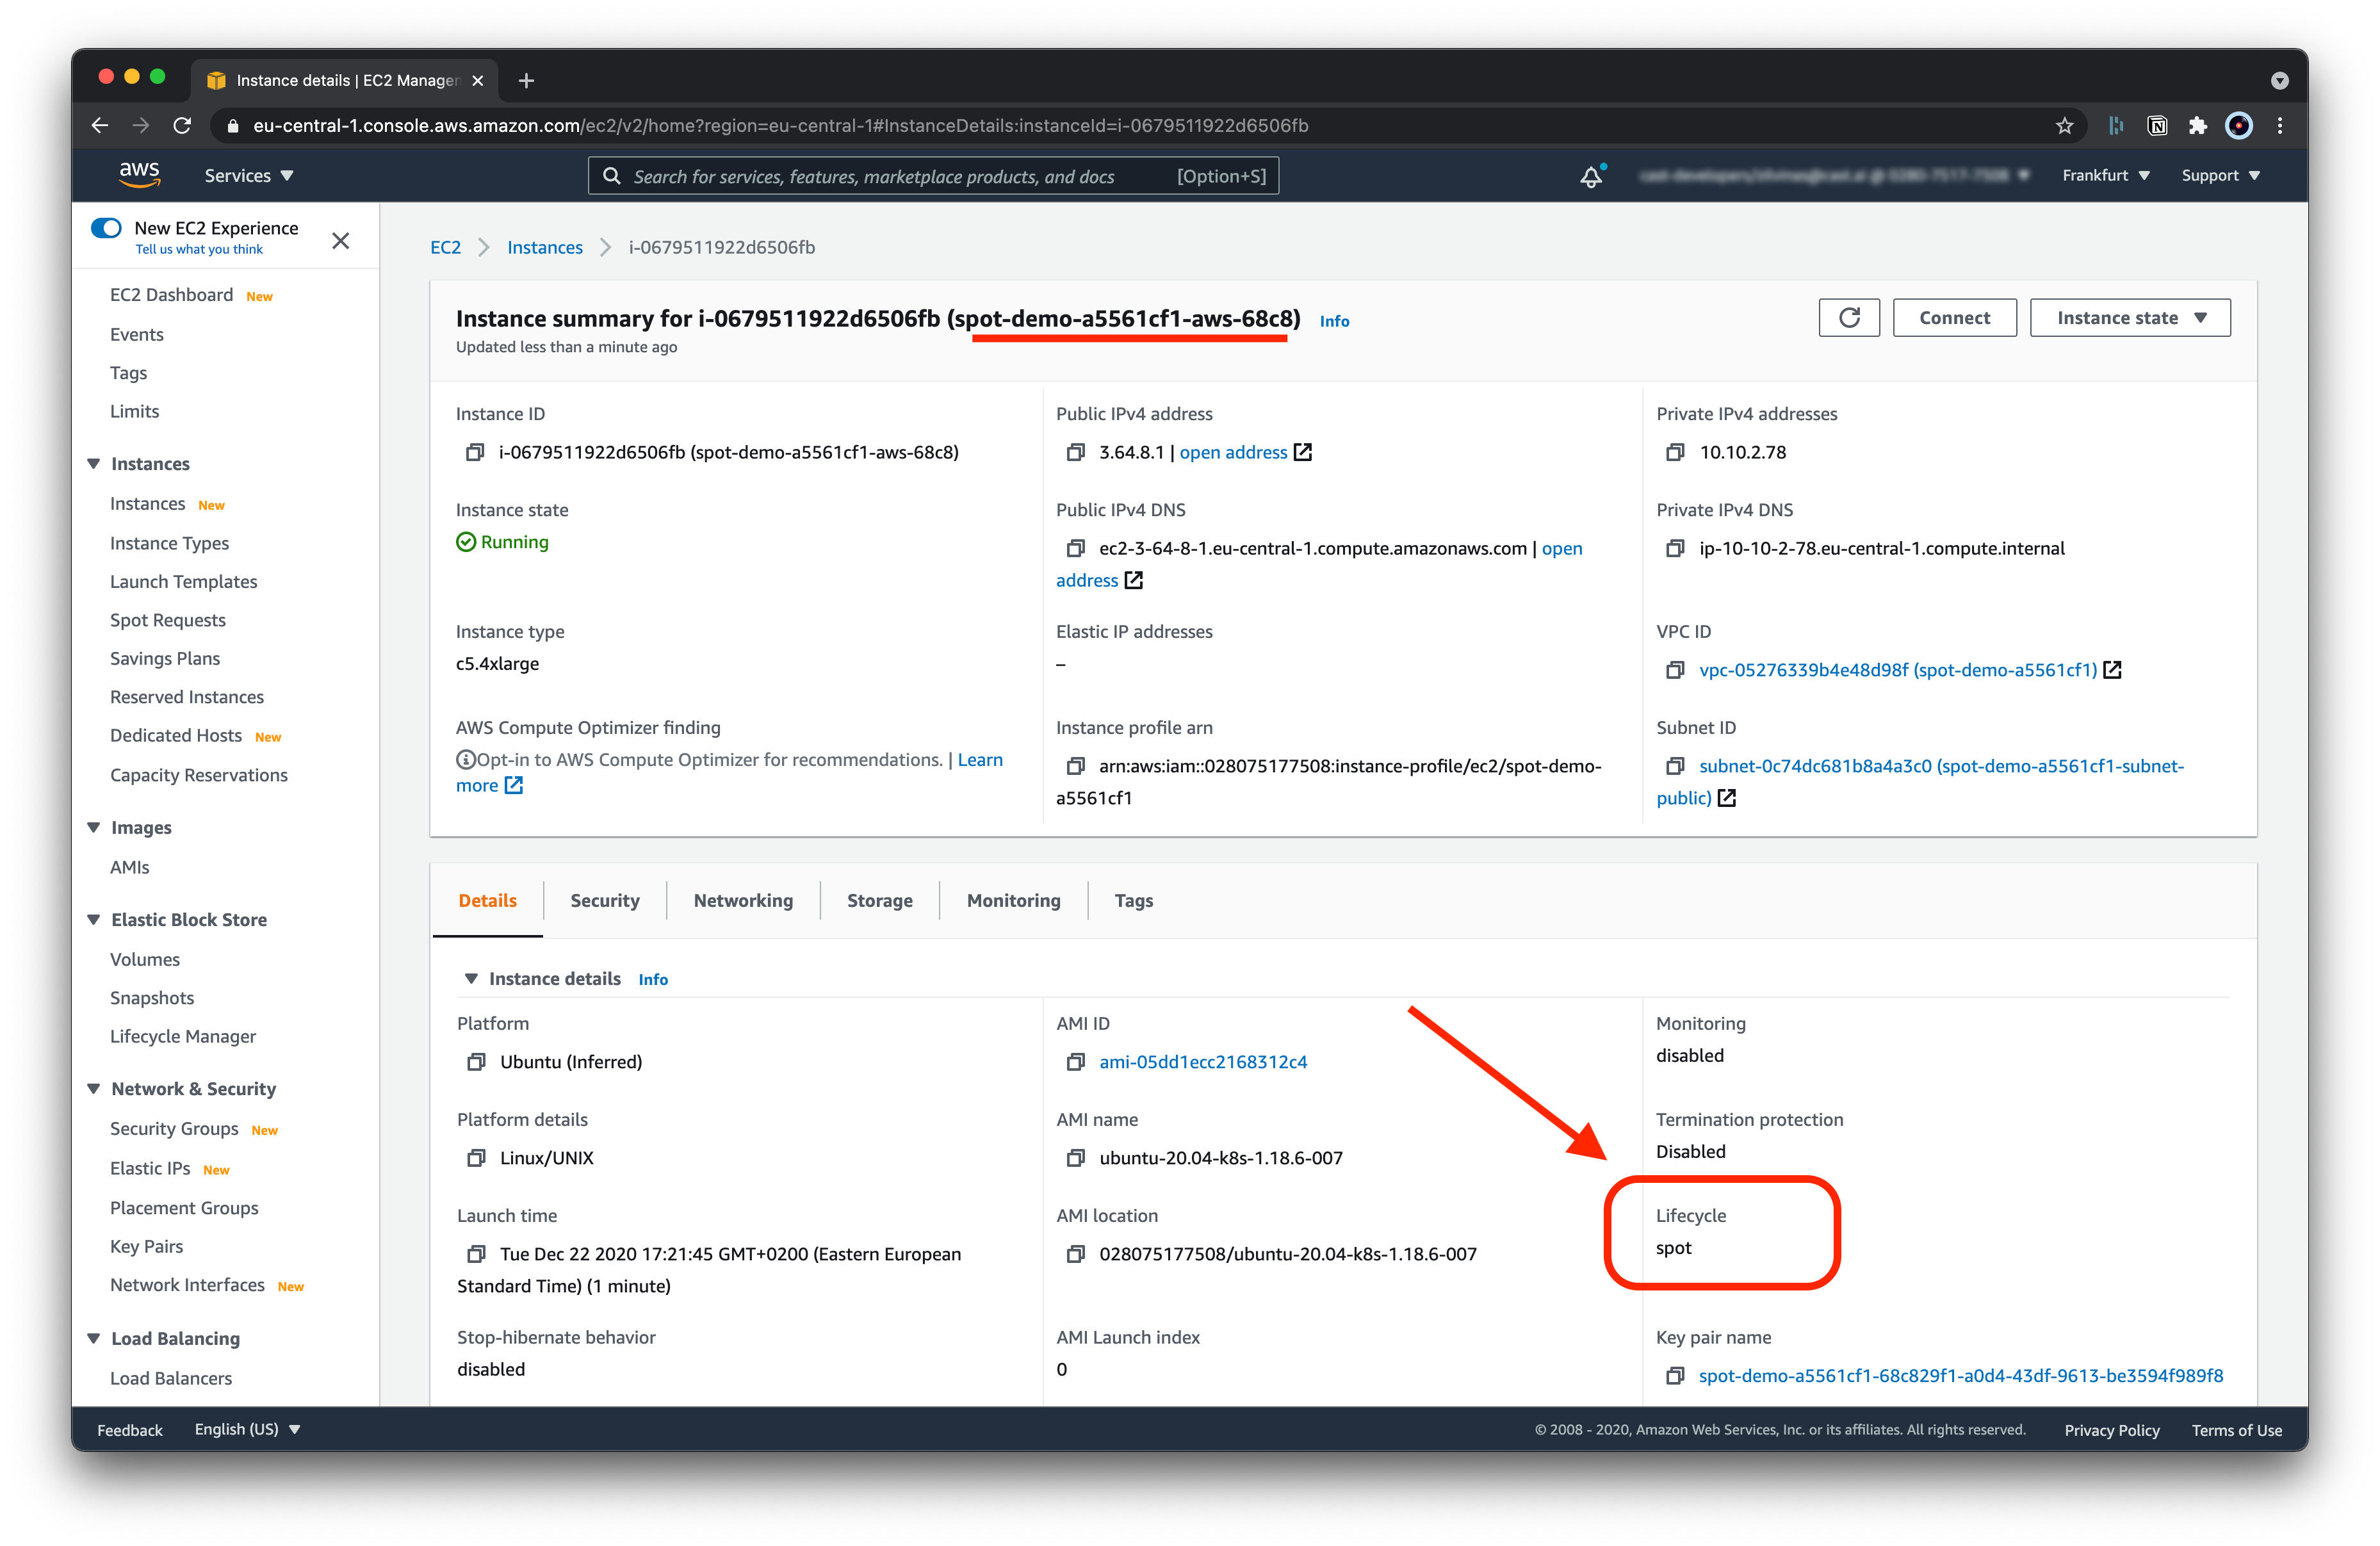 Instance details | EC2 Managen
eu-central-1.console.aws.amazon.com/ec2/v2/home?region=eu-central-1#InstanceDetails:instanceId=i-0679511922d6506fb
aws
Services
Search for services, features, marketplace products, and docs
[Option+S]
Frankfurt
Support
New EC2 Experience
Tell us what you think
EC2 Dashboard New
Events
Tags
Limits
Instances
Instances New
Instance Types
Launch Templates
Spot Requests
Savings Plans
Reserved Instances
Dedicated Hosts New
Capacity Reservations
Images
AMIs
Elastic Block Store
Volumes
Snapshots
Lifecycle Manager
Network & Security
Security Groups New
Elastic IPs New
Placement Groups
Key Pairs
Network Interfaces New
Load Balancing
Load Balancers
EC2
Instances
i-0679511922d6506fb
Instance summary for i-0679511922d6506fb (spot-demo-a5561cf1-aws-68c8) Info
Updated less than a minute ago
Connect
Instance state
Instance ID
i-0679511922d6506fb (spot-demo-a5561cf1-aws-68c8)
Public IPv4 address
3.64.8.1 | open address
Private IPv4 addresses
10.10.2.78
Instance state
Running
Public IPv4 DNS
ec2-3-64-8-1.eu-central-1.compute.amazonaws.com | open
address
Private IPv4 DNS
ip-10-10-2-78.eu-central-1.compute.internal
Instance type
c5.4xlarge
Elastic IP addresses
–
VPC ID
vpc-05276339b4e48d98f (spot-demo-a5561cf1)
AWS Compute Optimizer finding
Opt-in to AWS Compute Optimizer for recommendations. | Learn
more
Instance profile arn
arn:aws:iam::028075177508:instance-profile/ec2/spot-demo-
a5561cf1
Subnet ID
subnet-0c74dc681b8a4a3c0 (spot-demo-a5561cf1-subnet-
public)
Details
Security
Networking
Storage
Monitoring
Tags
Instance details Info
Platform
Ubuntu (Inferred)
AMI ID
ami-05dd1ecc2168312c4
Monitoring
disabled
Platform details
Linux/UNIX
AMI name
ubuntu-20.04-k8s-1.18.6-007
Termination protection
Disabled
Launch time
Tue Dec 22 2020 17:21:45 GMT+0200 (Eastern European
Standard Time) (1 minute)
AMI location
028075177508/ubuntu-20.04-k8s-1.18.6-007
Lifecycle
spot
Stop-hibernate behavior
disabled
AMI Launch index
0
Key pair name
spot-demo-a5561cf1-68c829f1-a0d4-43df-9613-be3594f989f8
Feedback
English (US)
© 2008 - 2020, Amazon Web Services, Inc. or its affiliates. All rights reserved.
Privacy Policy
Terms of Use